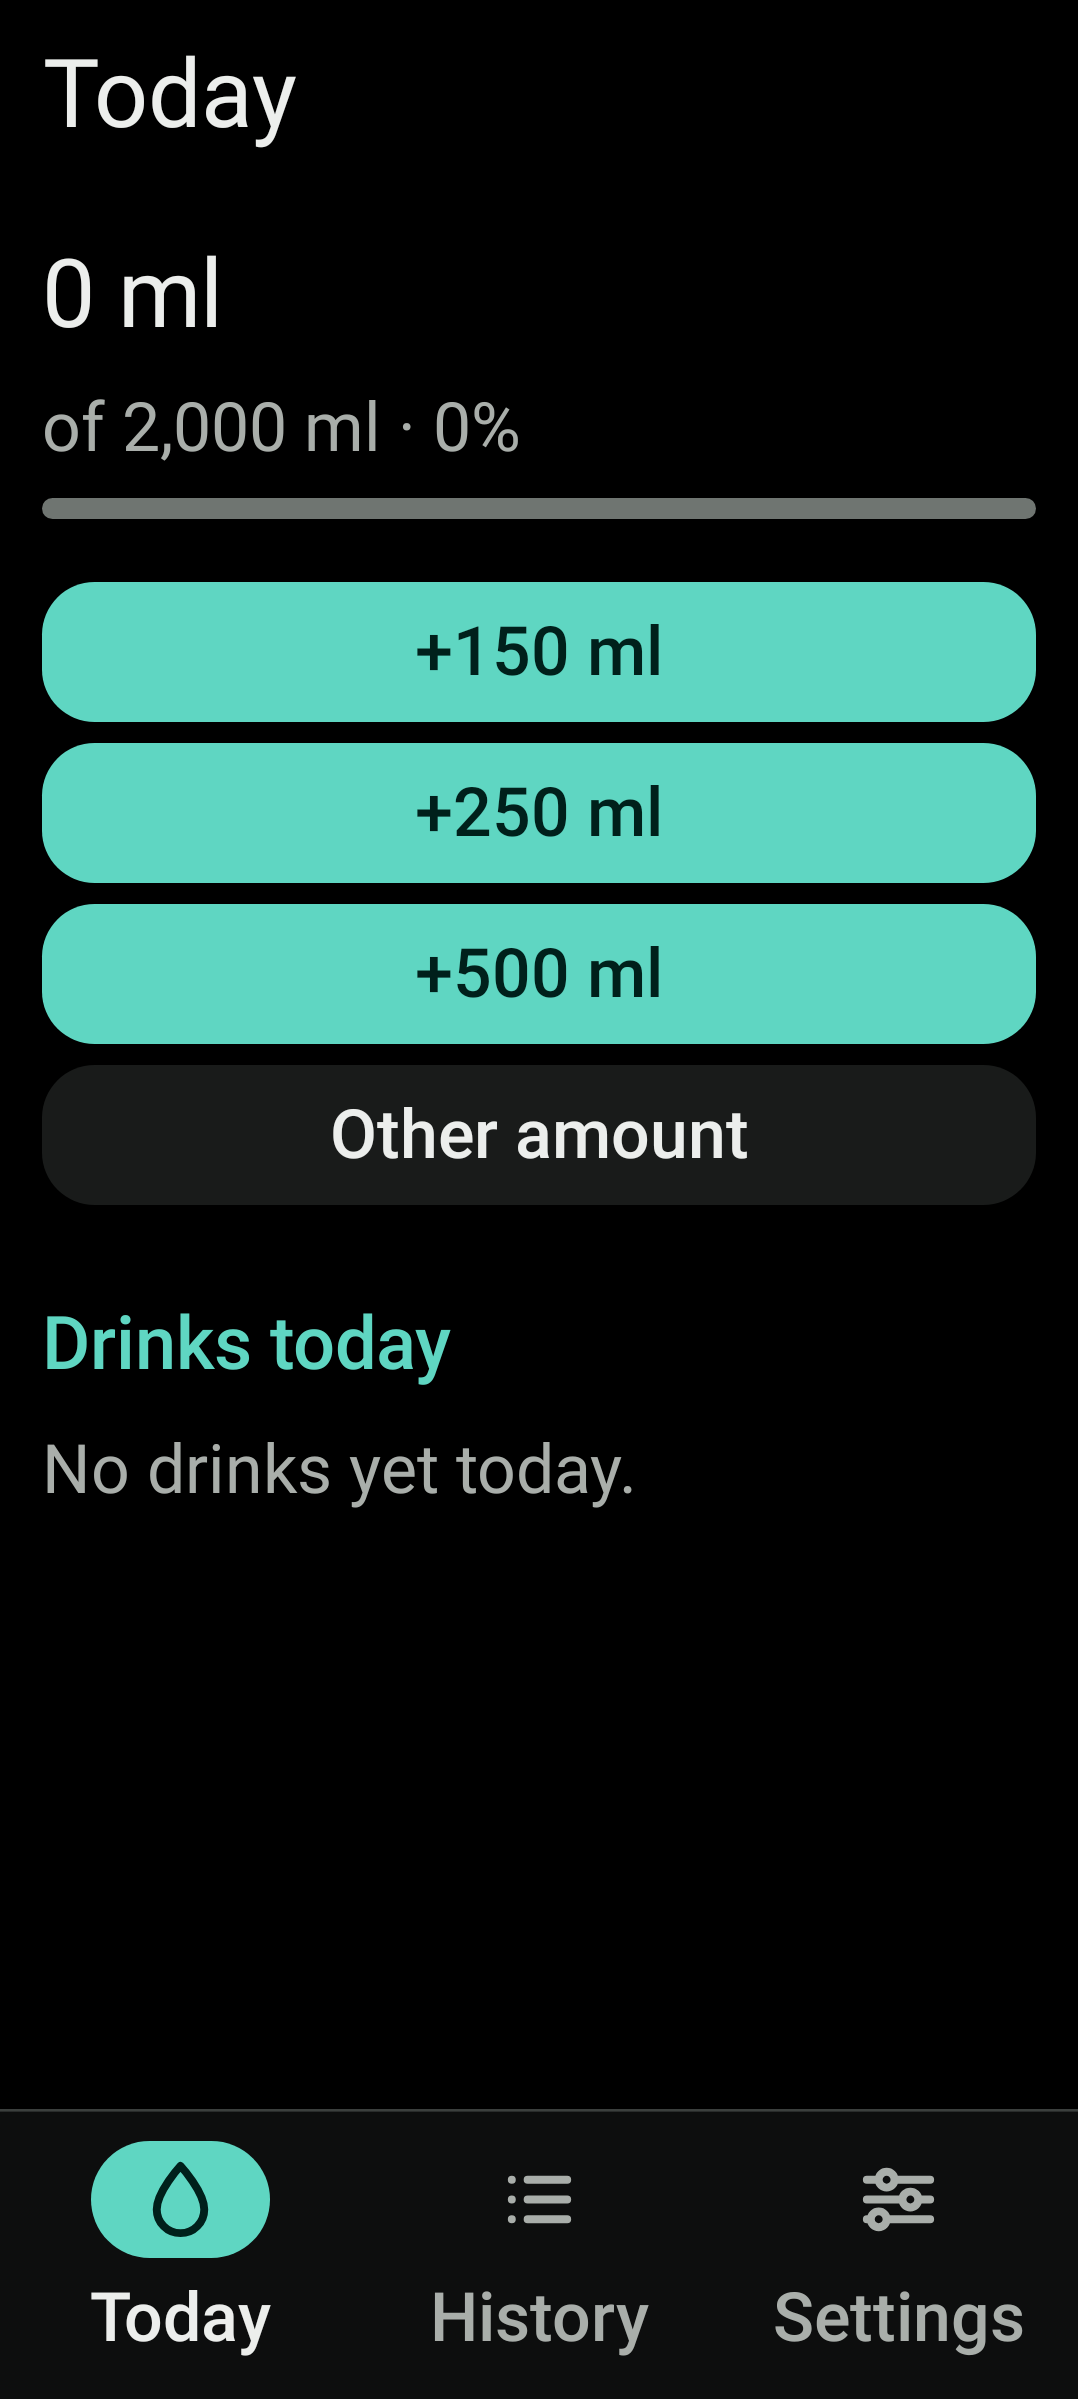 Today
0 ml
of 2,000 ml · 0%
+150 ml
+250 ml
+500 ml
Other amount
Drinks today
No drinks yet today.
Today
History
Settings